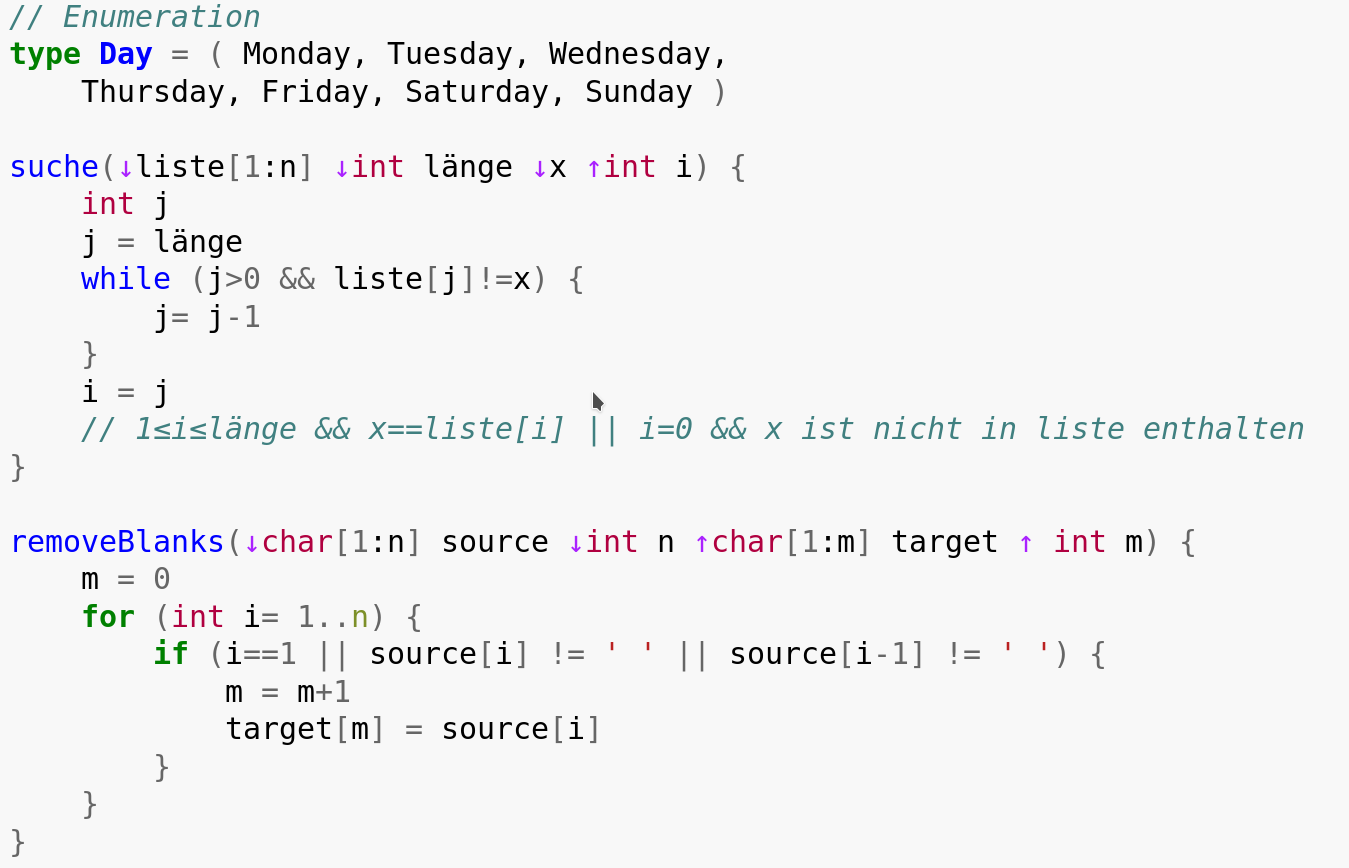 // Enumeration
type Day = ( Monday, Tuesday, Wednesday,
    Thursday, Friday, Saturday, Sunday )

suche(↓liste[1:n] ↓int länge ↓x ↑int i) {
    int j
    j = länge
    while (j>0 && liste[j]!=x) {
        j= j-1
    }
    i = j
    // 1≤i≤länge && x==liste[i] || i=0 && x ist nicht in liste enthalten
}

removeBlanks(↓char[1:n] source ↓int n ↑char[1:m] target ↑ int m) {
    m = 0
    for (int i= 1..n) {
        if (i==1 || source[i] != ' ' || source[i-1] != ' ') {
            m = m+1
            target[m] = source[i]
        }
    }
}